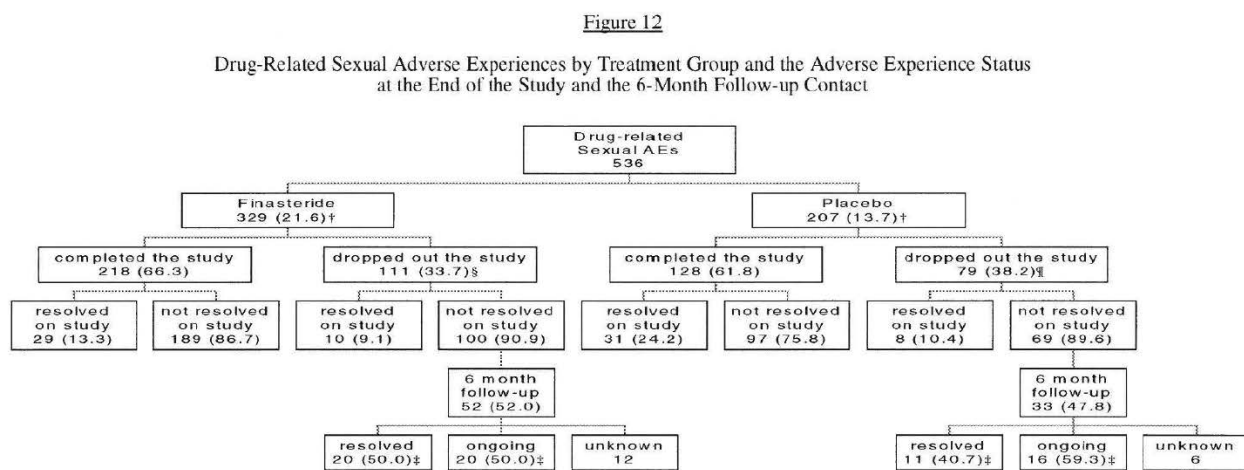 Figure 12
Drug-Related Sexual Adverse Experiences by Treatment Group and the Adverse Experience Status
at the End of the Study and the 6-Month Follow-up Contact
Drug-related
Sexual AEs
536
Finasteride
329 (21.6)†
Placebo
207 (13.7)†
completed the study
218 (66.3)
dropped out the study
111 (33.7)§
completed the study
128 (61.8)
dropped out the study
79 (38.2)¶
resolved
on study
29 (13.3)
not resolved
on study
189 (86.7)
resolved
on study
10 (9.1)
not resolved
on study
100 (90.9)
resolved
on study
31 (24.2)
not resolved
on study
97 (75.8)
resolved
on study
8 (10.4)
not resolved
on study
69 (89.6)
6 month
follow-up
52 (52.0)
6 month
follow-up
33 (47.8)
resolved
20 (50.0)‡
ongoing
20 (50.0)‡
unknown
12
resolved
11 (40.7)‡
ongoing
16 (59.3)‡
unknown
6